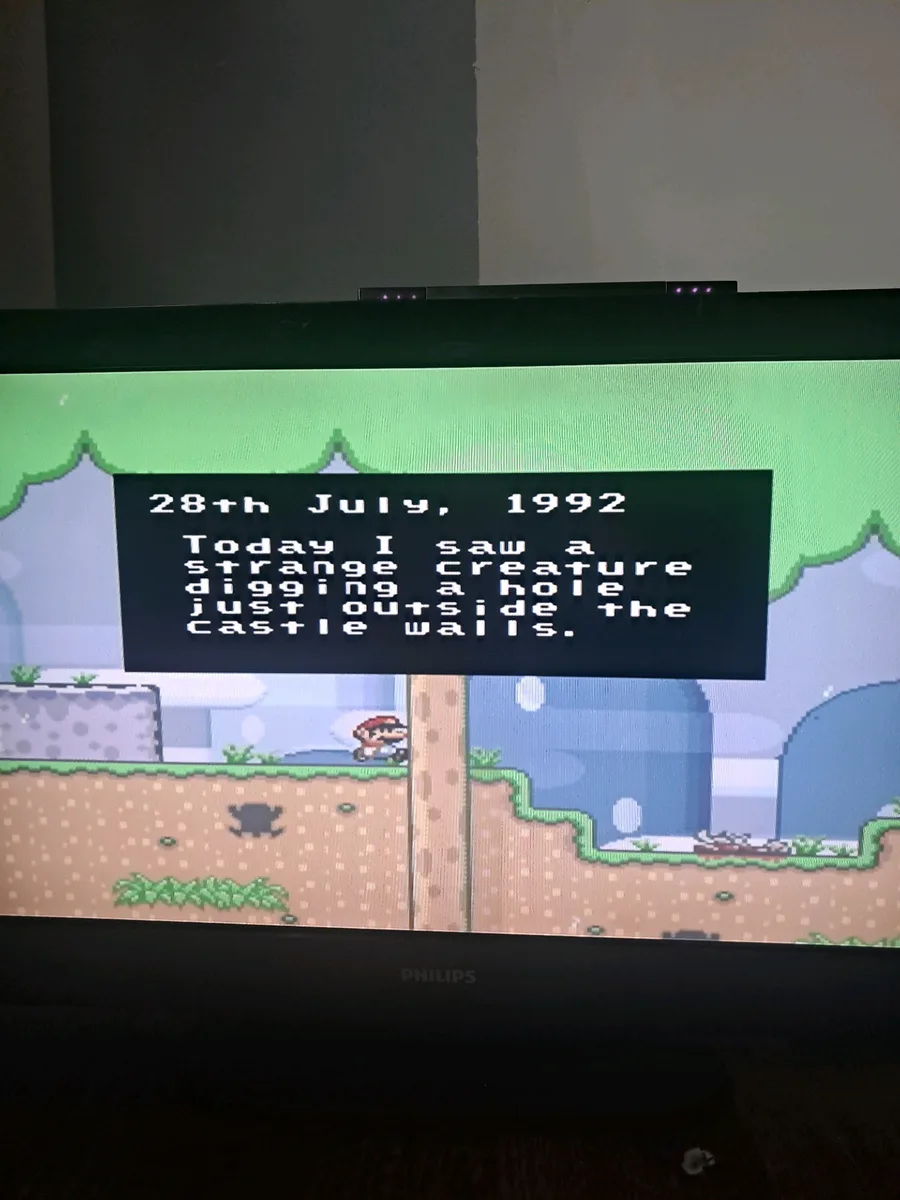 28th July, 1992
Today I saw a
strange creature
digging a hole
just outside the
castle walls.
PHILIPS